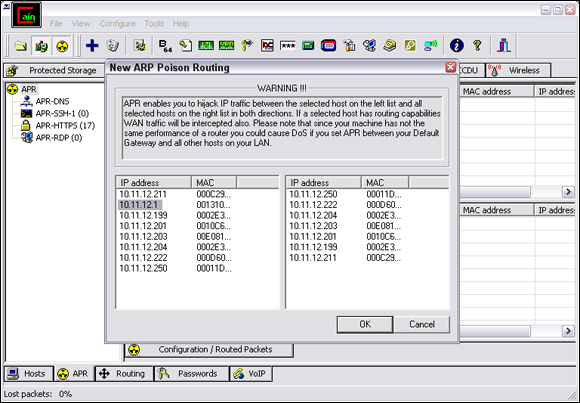 Cain
File View Configure Tools Help
Protected Storage
CCDU
Wireless
New ARP Poison Routing
WARNING !!!
APR enables you to hijack IP traffic between the selected host on the left list and all
selected hosts on the right list in both directions. If a selected host has routing capabilities
WAN traffic will be intercepted also. Please note that since your machine has not the
same performance of a router you could cause DoS if you set APR between your Default
Gateway and all other hosts on your LAN.
APR
APR-DNS
APR-SSH-1 (0)
APR-HTTPS (17)
APR-RDP (0)
MAC address IP address
MAC address IP address
IP address MAC
10.11.12.211 000C29...
10.11.12.1 001310...
10.11.12.199 0002E3...
10.11.12.201 0010C6...
10.11.12.203 00E081...
10.11.12.204 0002E3...
10.11.12.222 000D60...
10.11.12.250 00011D...
IP address MAC
10.11.12.250 00011D...
10.11.12.222 000D60...
10.11.12.204 0002E3...
10.11.12.203 00E081...
10.11.12.201 0010C6...
10.11.12.199 0002E3...
10.11.12.211 000C29...
OK Cancel
Configuration / Routed Packets
Hosts APR Routing Passwords VoIP
Lost packets: 0%